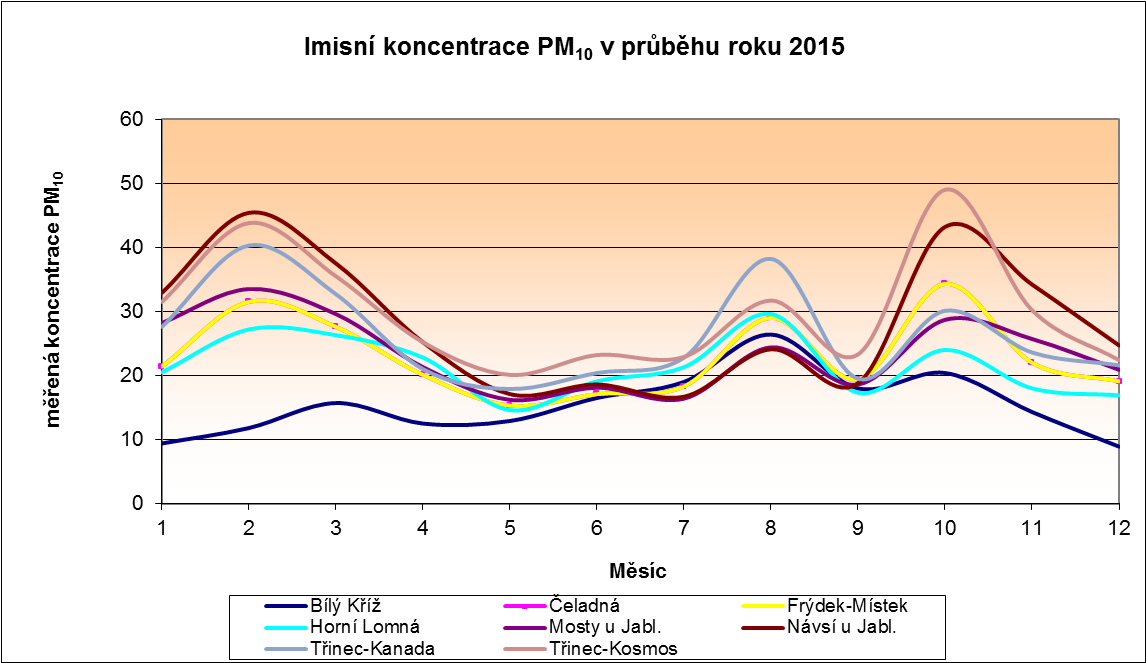 Imisní koncentrace PM10 v průběhu roku 2015
měřená koncentrace PM10
60
50
40
30
20
10
0
1 2 3 4 5 6 7 8 9 10 11 12
Měsíc
Bílý Kříž Čeladná Frýdek-Místek
Horní Lomná Mosty u Jabl. Návsí u Jabl.
Třinec-Kanada Třinec-Kosmos